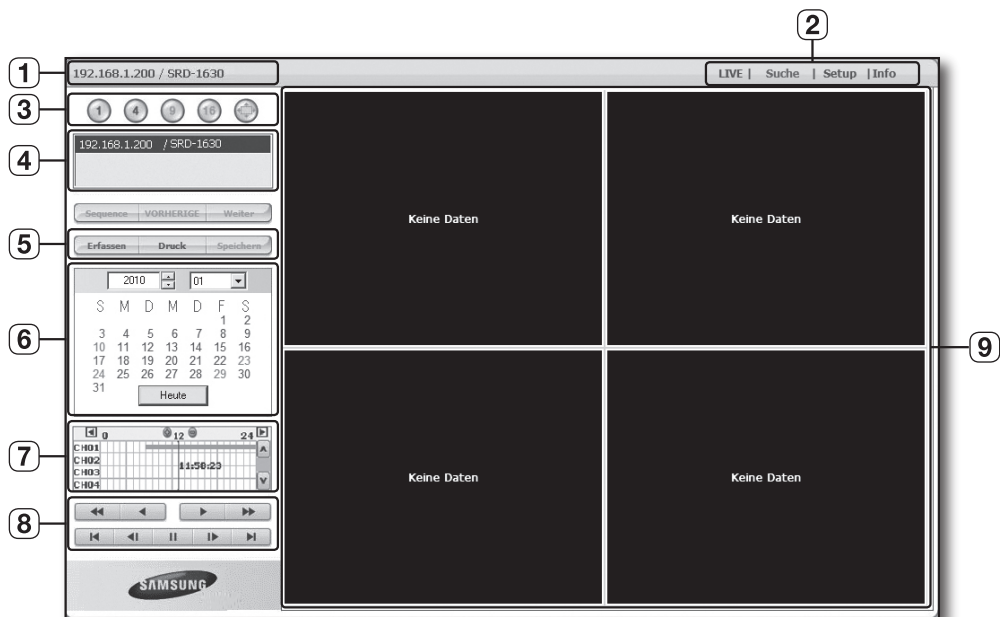 2
1
192.168.1.200 / SRD-1630
LIVE | Suche | Setup | Info
3
1 4 9 16
4
192.168.1.200 / SRD-1630
Sequence VORHERIGE Weiter
5
Erfassen Druck Speichern
6
2010 01
S M D M D F S
1 2
3 4 5 6 7 8 9
10 11 12 13 14 15 16
17 18 19 20 21 22 23
24 25 26 27 28 29 30
31
Heute
7
0 12 24
CH01
CH02
11:58:23
CH03
CH04
8
SAMSUNG
Keine Daten
Keine Daten
Keine Daten
Keine Daten
9